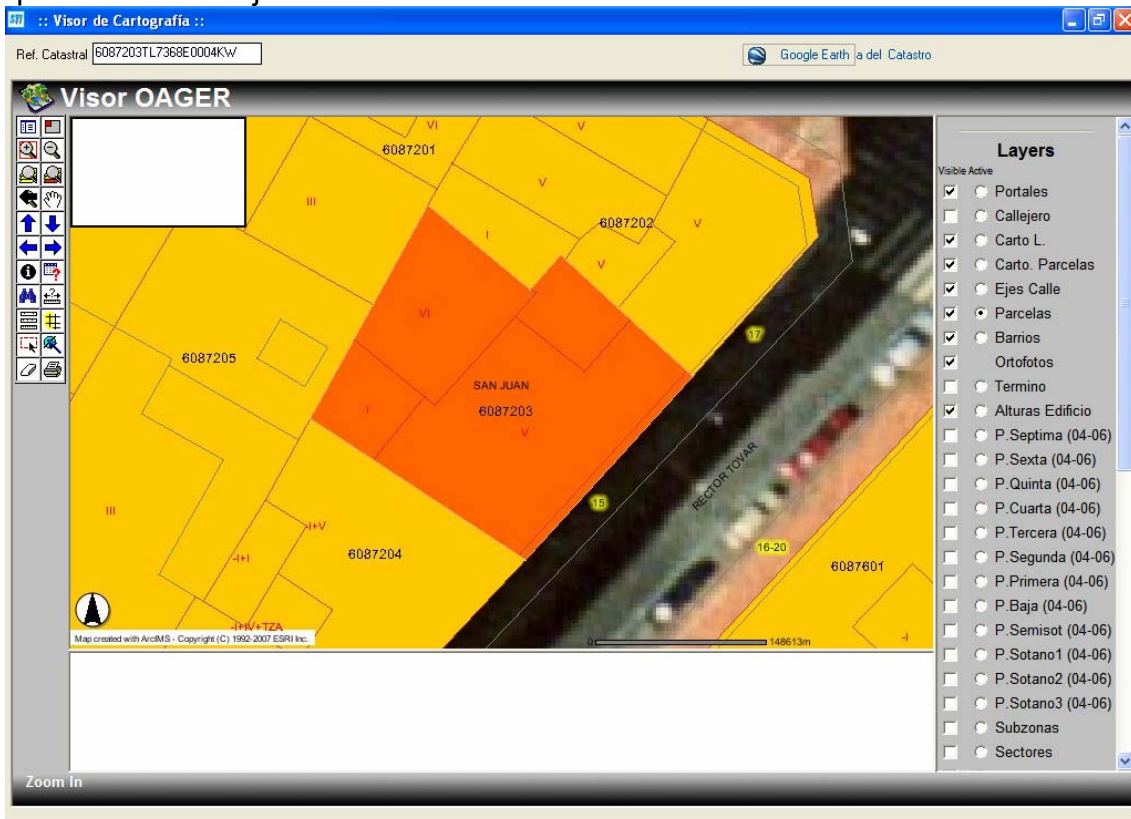 :: Visor de Cartografía ::
Ref. Catastral 6087203TL7368E0004KW
Google Earth a del Catastro
Visor OAGER
VI
V
6087201
V
III
6087202
V
I
V
VI
17
6087205
SAN JUAN
6087203
I
V
RECTOR TOVAR
15
III
-I+V
16-20
6087204
-I+I
6087601
-I+IV+TZA
-I
Map created with ArcIMS - Copyright (C) 1992-2007 ESRI Inc.
0 148613m
Layers
Visible Active
Portales
Callejero
Carto L.
Carto. Parcelas
Ejes Calle
Parcelas
Barrios
Ortofotos
Termino
Alturas Edificio
P.Septima (04-06)
P.Sexta (04-06)
P.Quinta (04-06)
P.Cuarta (04-06)
P.Tercera (04-06)
P.Segunda (04-06)
P.Primera (04-06)
P.Baja (04-06)
P.Semisot (04-06)
P.Sotano1 (04-06)
P.Sotano2 (04-06)
P.Sotano3 (04-06)
Subzonas
Sectores
Zoom In